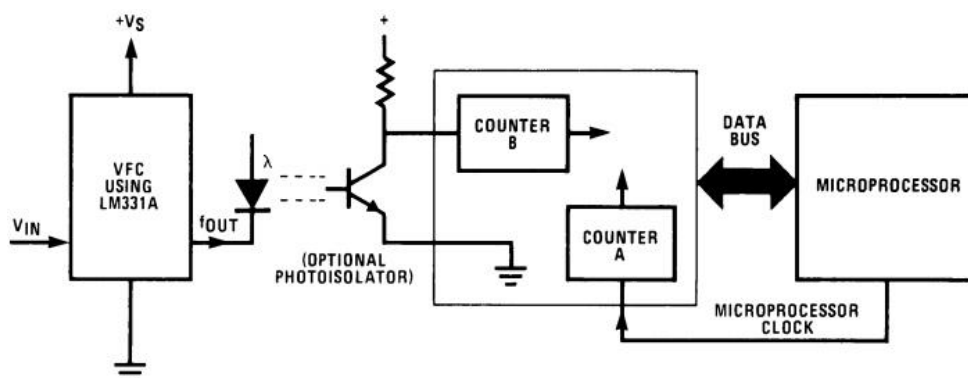 +VS
+
VFC
USING
LM331A
λ
VIN
fOUT
(OPTIONAL
PHOTOISOLATOR)
COUNTER
B
COUNTER
A
DATA
BUS
MICROPROCESSOR
MICROPROCESSOR
CLOCK